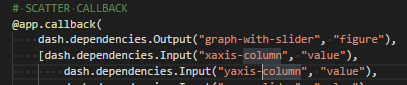 # SCATTER CALLBACK
@app.callback(
dash.dependencies.Output("graph-with-slider", "figure"),
[dash.dependencies.Input("xaxis-column", "value"),
dash.dependencies.Input("yaxis-column", "value"),